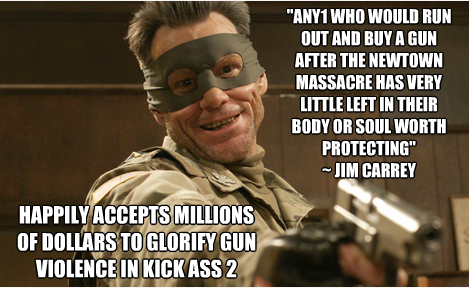 "ANY1 WHO WOULD RUN
OUT AND BUY A GUN
AFTER THE NEWTOWN
MASSACRE HAS VERY
LITTLE LEFT IN THEIR
BODY OR SOUL WORTH
PROTECTING"
~ JIM CARREY
HAPPILY ACCEPTS MILLIONS
OF DOLLARS TO GLORIFY GUN
VIOLENCE IN KICK ASS 2